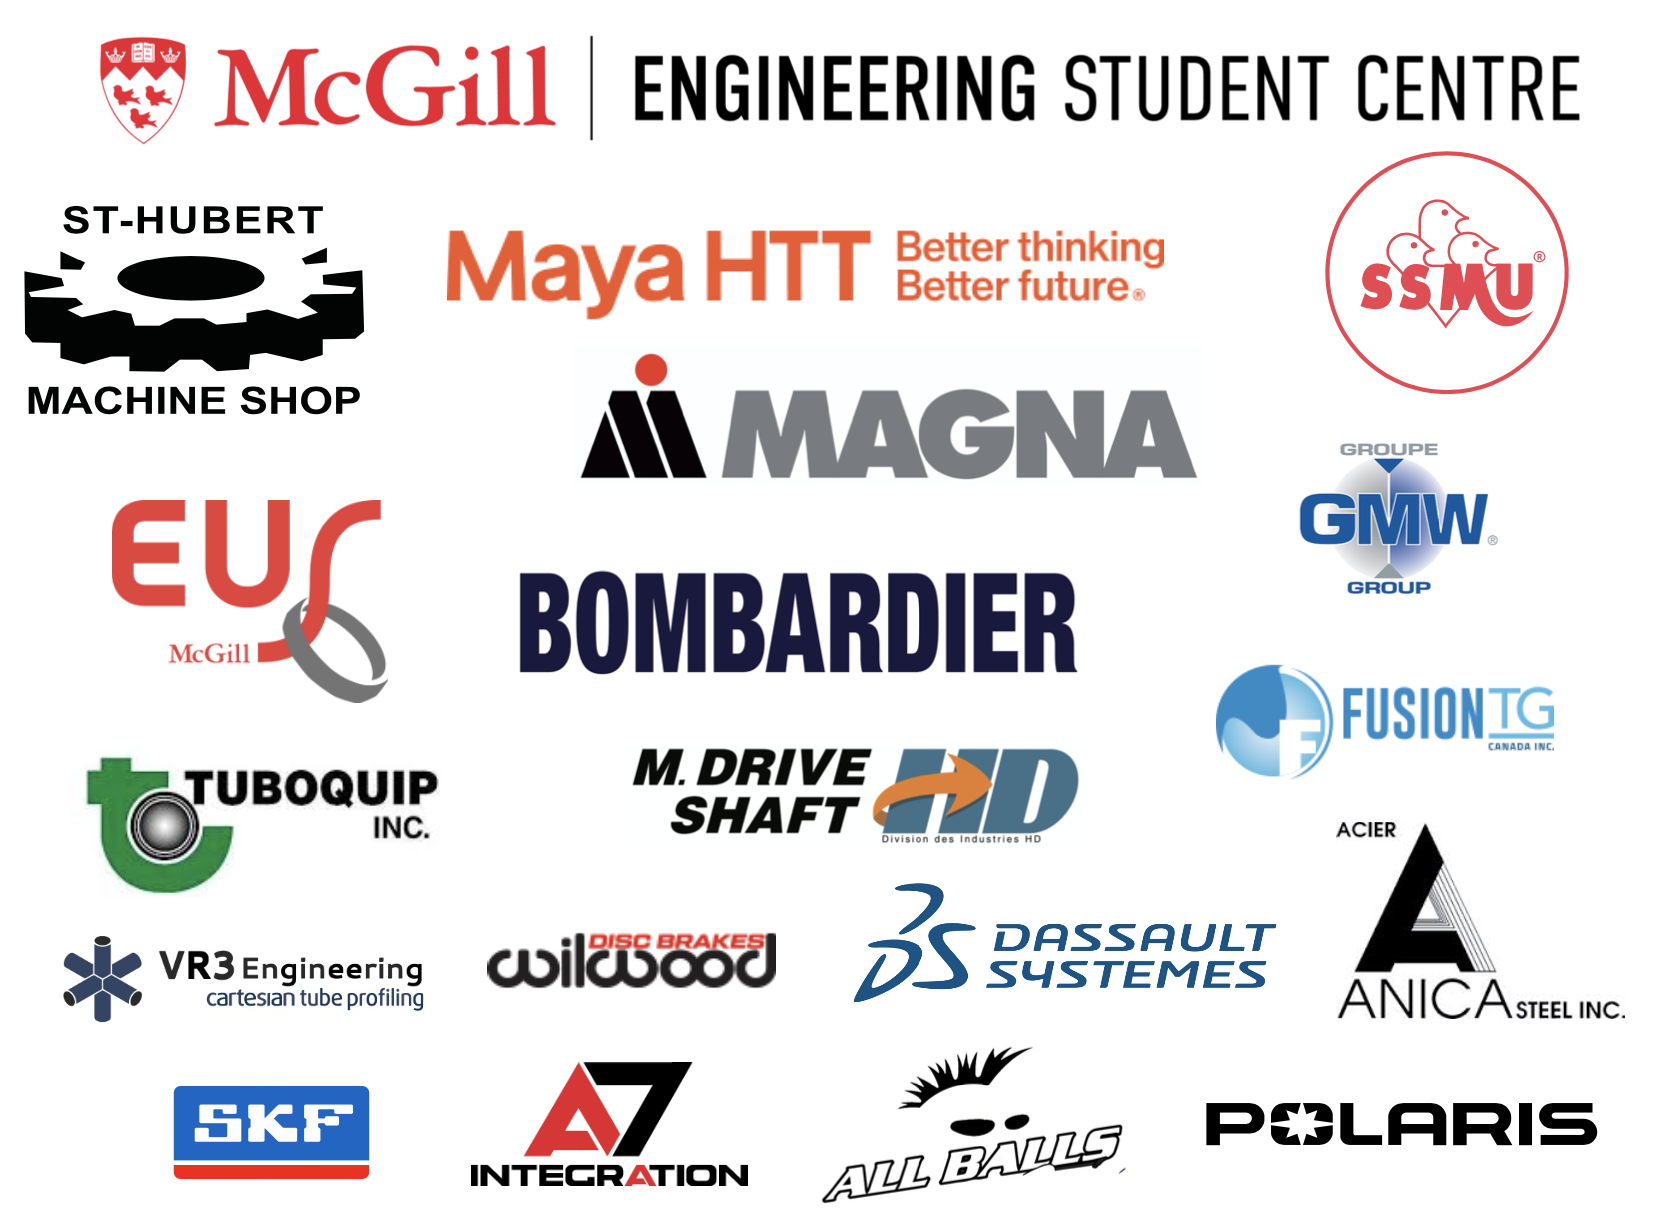 McGill ENGINEERING STUDENT CENTRE
ST-HUBERT
MACHINE SHOP
Maya HTT Better thinking
Better future®
SSMU®
MAGNA
GROUPE
GMW®
GROUP
EUS
McGill
BOMBARDIER
FUSION TG
CANADA INC.
TUBOQUIP
INC.
M. DRIVE
SHAFT HD
Division des Industries HD
ACIER
ANICA STEEL INC.
VR3 Engineering
cartesian tube profiling
DISC BRAKES
wilwood
DS DASSAULT
SYSTEMES
SKF
A7
INTEGRATION
ALL BALLS
POLARIS